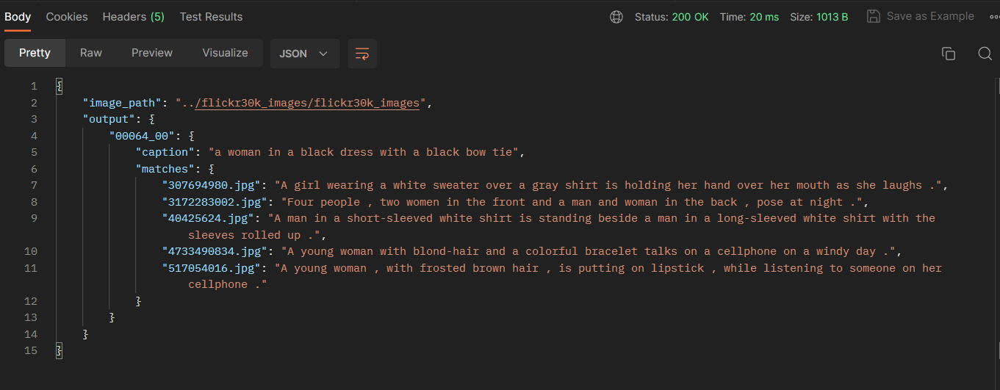 Body Cookies Headers (5) Test Results Status: 200 OK Time: 20 ms Size: 1013 B Save as Example
Pretty Raw Preview Visualize JSON
1 {
2 "image_path": "../flickr30k_images/flickr30k_images",
3 "output": {
4 "00064_00": {
5 "caption": "a woman in a black dress with a black bow tie",
6 "matches": {
7 "307694980.jpg": "A girl wearing a white sweater over a gray shirt is holding her hand over her mouth as she laughs .",
8 "3172283002.jpg": "Four people , two women in the front and a man and woman in the back , pose at night .",
9 "40425624.jpg": "A man in a short-sleeved white shirt is standing beside a man in a long-sleeved white shirt with the
sleeves rolled up .",
10 "4733490834.jpg": "A young woman with blond-hair and a colorful bracelet talks on a cellphone on a windy day .",
11 "517054016.jpg": "A young woman , with frosted brown hair , is putting on lipstick , while listening to someone on her
cellphone ."
12 }
13 }
14 }
15 }